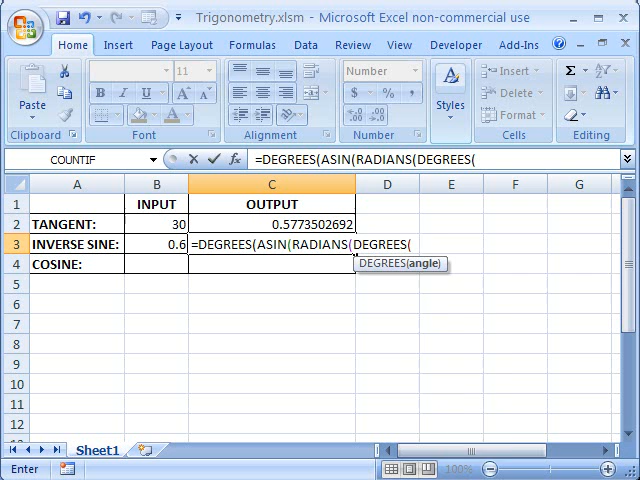 Trigonometry.xlsm - Microsoft Excel non-commercial use
Home Insert Page Layout Formulas Data Review View Developer Add-Ins
Paste
Clipboard
11
B I U
A
Font
Alignment
Number
$ % ,
Number
A
Styles
Insert
Delete
Format
Cells
Σ
Editing
COUNTIF
fx =DEGREES(ASIN(RADIANS(DEGREES(
A B C D E F G
1 INPUT OUTPUT
2 TANGENT: 30 0.5773502692
3 INVERSE SINE: 0.6 =DEGREES(ASIN(RADIANS(DEGREES(
4 COSINE:
DEGREES(angle)
5
6
7
8
9
10
11
12
Sheet1
Enter
100%